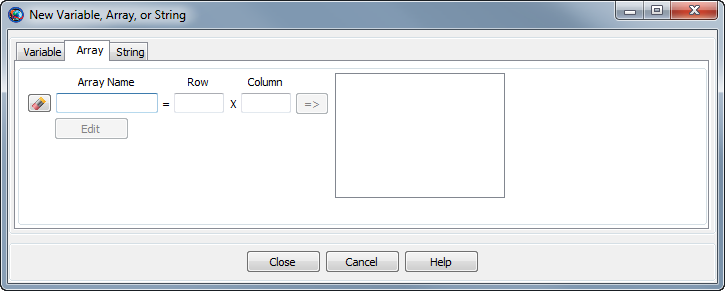 New Variable, Array, or String
Variable Array String
Array Name Row Column
= X =>
Edit
Close Cancel Help